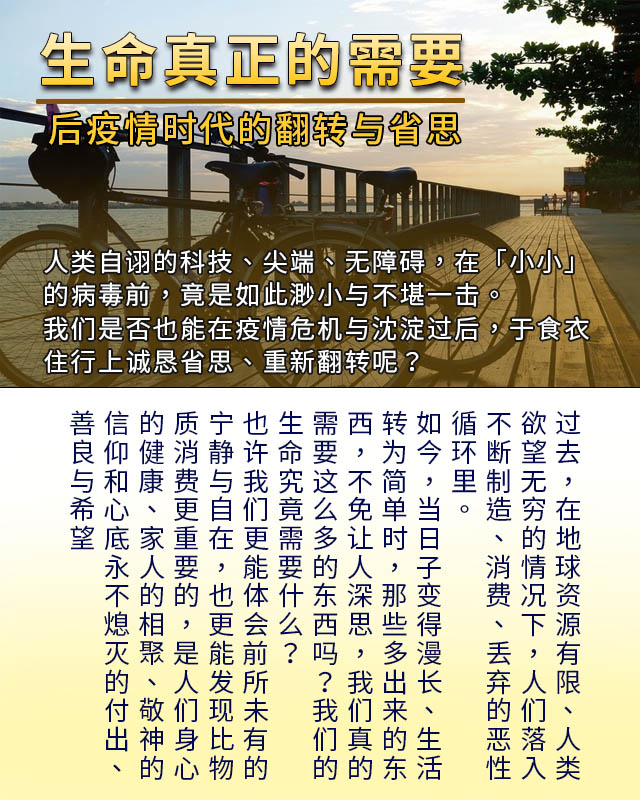 生命真正的需要
后疫情时代的翻转与省思
人类自诩的科技、尖端、无障碍，在「小小」
的病毒前，竟是如此渺小与不堪一击。
我们是否也能在疫情危机与沈淀过后，于食衣
住行上诚恳省思、重新翻转呢？
过去，在地球资源有限、人类
欲望无穷的情况下，人们落入
不断制造、消费、丢弃的恶性
循环里。
如今，当日子变得漫长、生活
转为简单时，那些多出来的东
西，不免让人深思，我们真的
需要这么多的东西吗？我们的
生命究竟需要什么？
也许我们更能体会前所未有的
宁静与自在，也更能发现比物
质消费更重要的，是人们身心
的健康、家人的相聚、敬神的
信仰和心底永不熄灭的付出、
善良与希望